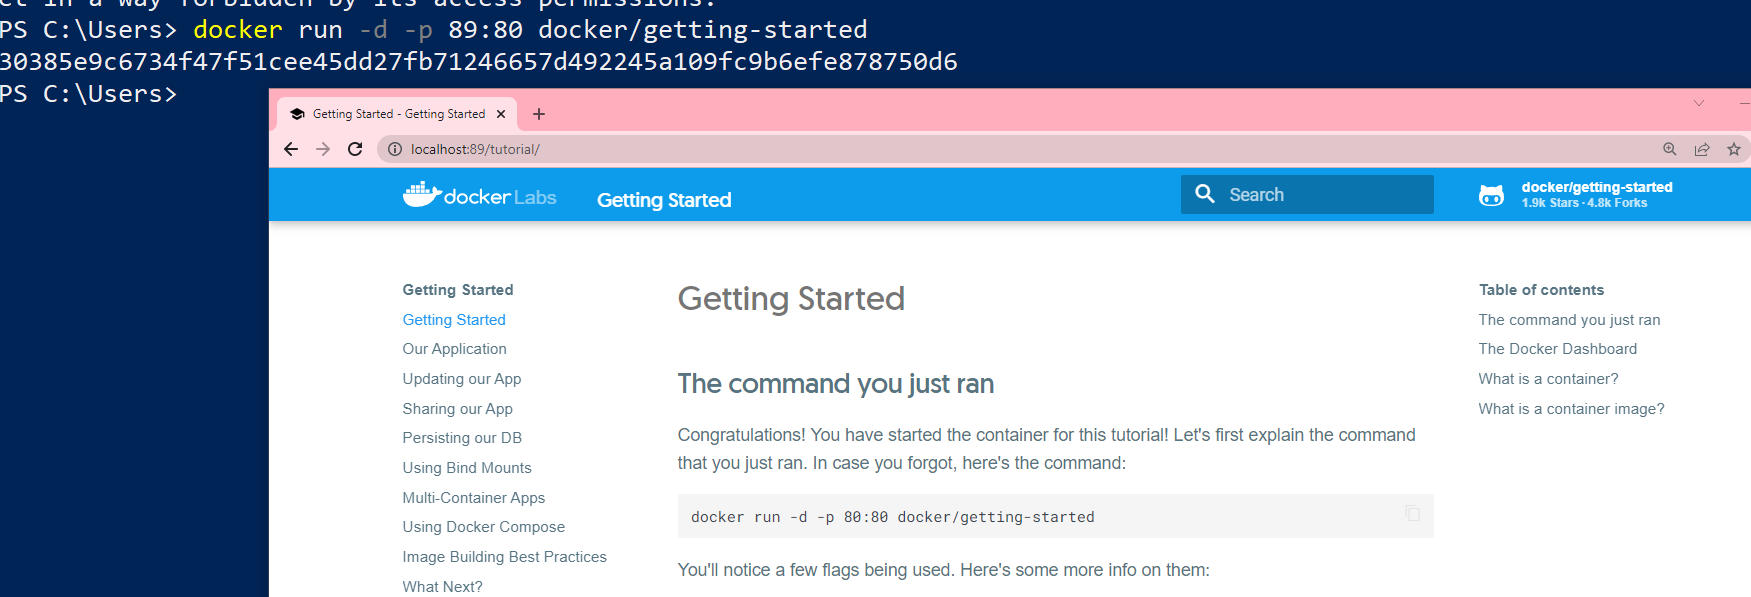 in a way forbidden by its access permissions.
PS C:\Users> docker run -d -p 89:80 docker/getting-started
30385e9c6734f47f51cee45dd27fb71246657d492245a109fc9b6efe878750d6
PS C:\Users>
Getting Started - Getting Started
localhost:89/tutorial/
docker Labs
Getting Started
Search
docker/getting-started
1.9k Stars · 4.8k Forks
Getting Started
Getting Started
Our Application
Updating our App
Sharing our App
Persisting our DB
Using Bind Mounts
Multi-Container Apps
Using Docker Compose
Image Building Best Practices
What Next?
Getting Started
The command you just ran
Congratulations! You have started the container for this tutorial! Let's first explain the command
that you just ran. In case you forgot, here's the command:
docker run -d -p 80:80 docker/getting-started
You'll notice a few flags being used. Here's some more info on them:
Table of contents
The command you just ran
The Docker Dashboard
What is a container?
What is a container image?